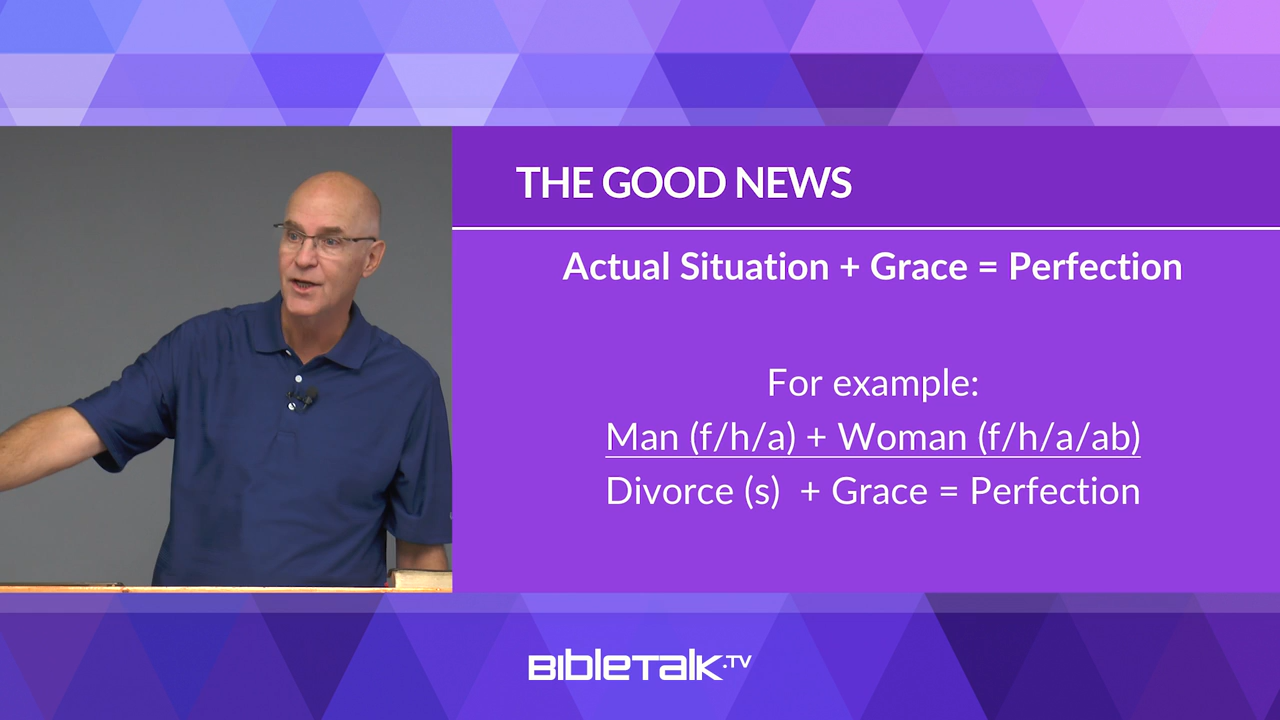 THE GOOD NEWS
Actual Situation + Grace = Perfection
For example:
Man (f/h/a) + Woman (f/h/a/ab)
Divorce (s) + Grace = Perfection
BIBLETALK.TV